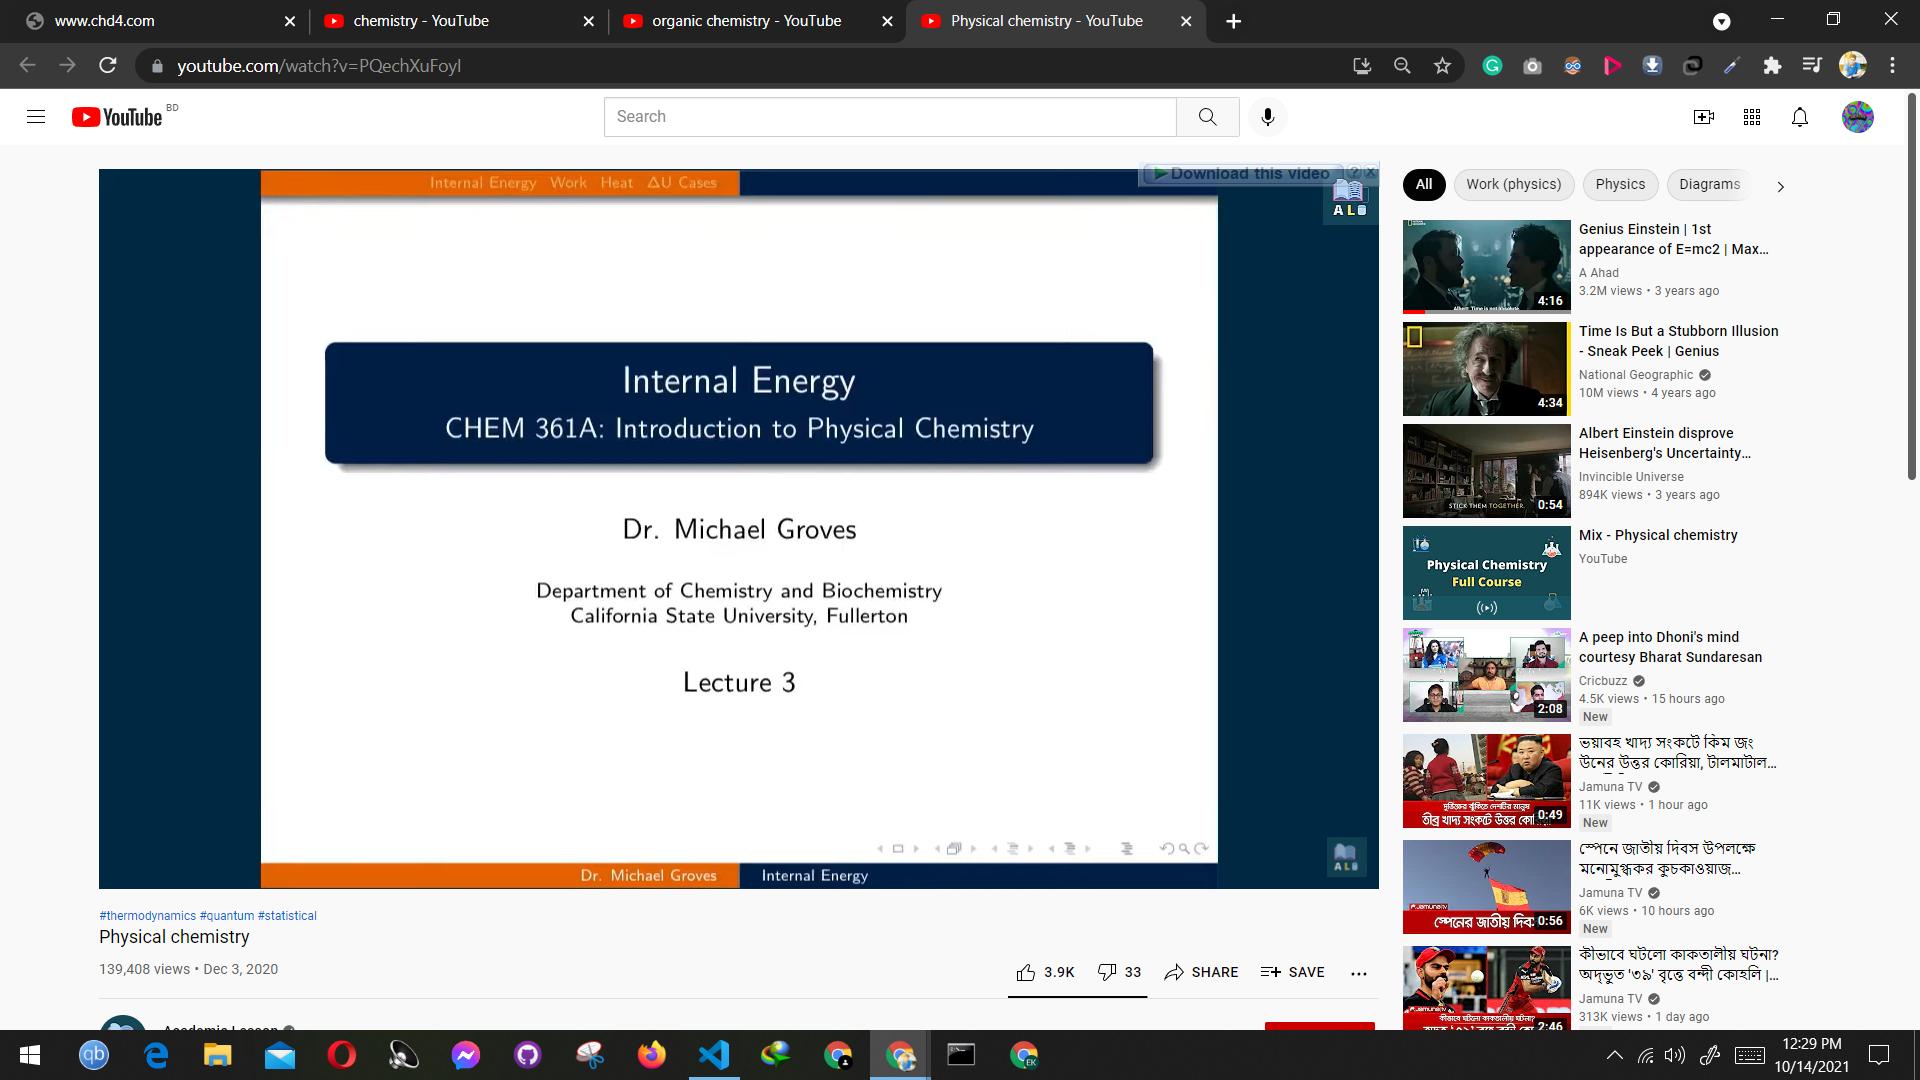 www.chd4.com
chemistry - YouTube
organic chemistry - YouTube
Physical chemistry - YouTube
youtube.com/watch?v=PQechXuFoyI
YouTube BD
Search
Internal Energy Work Heat ΔU Cases
Download this video
ALB
Internal Energy
CHEM 361A: Introduction to Physical Chemistry
Dr. Michael Groves
Department of Chemistry and Biochemistry
California State University, Fullerton
Lecture 3
ALB
Dr. Michael Groves Internal Energy
#thermodynamics #quantum #statistical
Physical chemistry
139,408 views • Dec 3, 2020
3.9K 33 SHARE SAVE
All Work (physics) Physics Diagrams
4:16
Genius Einstein | 1st
appearance of E=mc2 | Max...
A Ahad
3.2M views • 3 years ago
4:34
Time Is But a Stubborn Illusion
- Sneak Peek | Genius
National Geographic
10M views • 4 years ago
STICK THEM TOGETHER.
0:54
Albert Einstein disprove
Heisenberg's Uncertainty...
Invincible Universe
894K views • 3 years ago
Physical Chemistry
Full Course
Mix - Physical chemistry
YouTube
2:08
A peep into Dhoni's mind
courtesy Bharat Sundaresan
Cricbuzz
4.5K views • 15 hours ago
New
0:49
ভয়াবহ খাদ্য সংকটে কিম জং
উনের উত্তর কোরিয়া, টালমাটাল...
Jamuna TV
11K views • 1 hour ago
New
স্পেনের জাতীয় দিব
0:56
স্পেনে জাতীয় দিবস উপলক্ষে
মনোমুগ্ধকর কুচকাওয়াজ...
Jamuna TV
6K views • 10 hours ago
New
2:46
কীভাবে ঘটলো কাকতালীয় ঘটনা?
অদ্ভুত '৩৯' বৃত্তে বন্দী কোহলি |...
Jamuna TV
313K views • 1 day ago
12:29 PM
10/14/2021